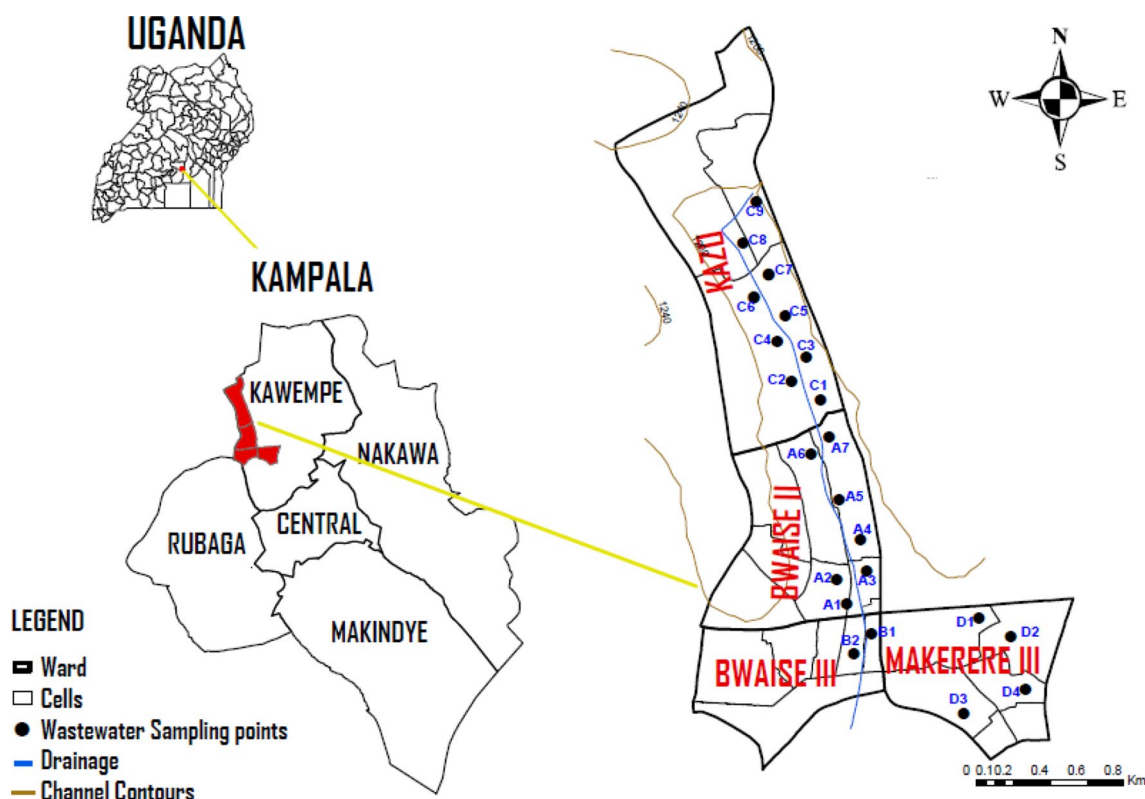 UGANDA
KAMPALA
KAWEMPE
NAKAWA
CENTRAL
RUBAGA
MAKINDYE
LEGEND
Ward
Cells
Wastewater Sampling points
Drainage
Channel Contours
N
W
E
S
1200
1200
1240
KAZO
C9
C8
C7
C6
C5
C4
C3
C2
C1
BWAISE II
A7
A6
A5
A4
A3
A2
A1
BWAISE III
B1
B2
MAKERERE III
D1
D2
D3
D4
0 0.1 0.2 0.4 0.6 0.8
Km